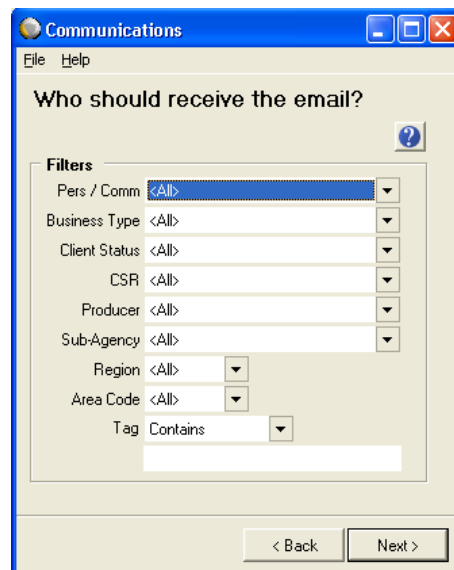 Communications
File Help
Who should receive the email?
?
Filters
Pers / Comm <All>
Business Type <All>
Client Status <All>
CSR <All>
Producer <All>
Sub-Agency <All>
Region <All>
Area Code <All>
Tag Contains
< Back Next >